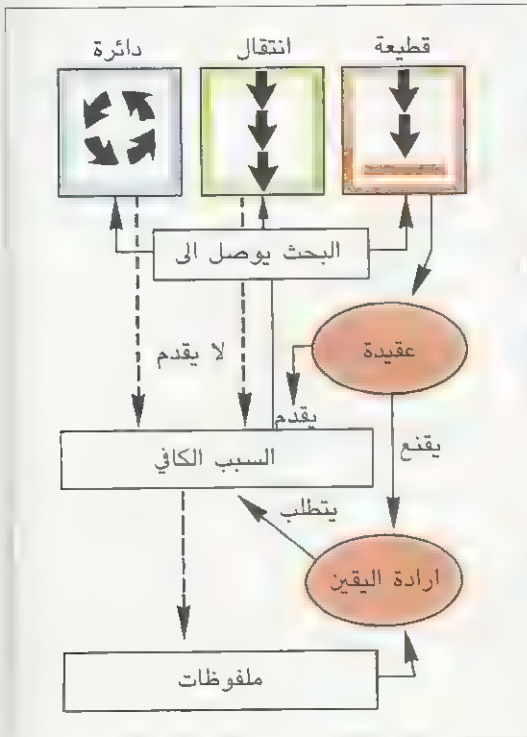 قطيعة
انتقال
دائرة
البحث يوصل الى
عقيدة
لا يقدم
يقدم
يقنع
السبب الكافي
يتطلب
ارادة اليقين
ملفوظات